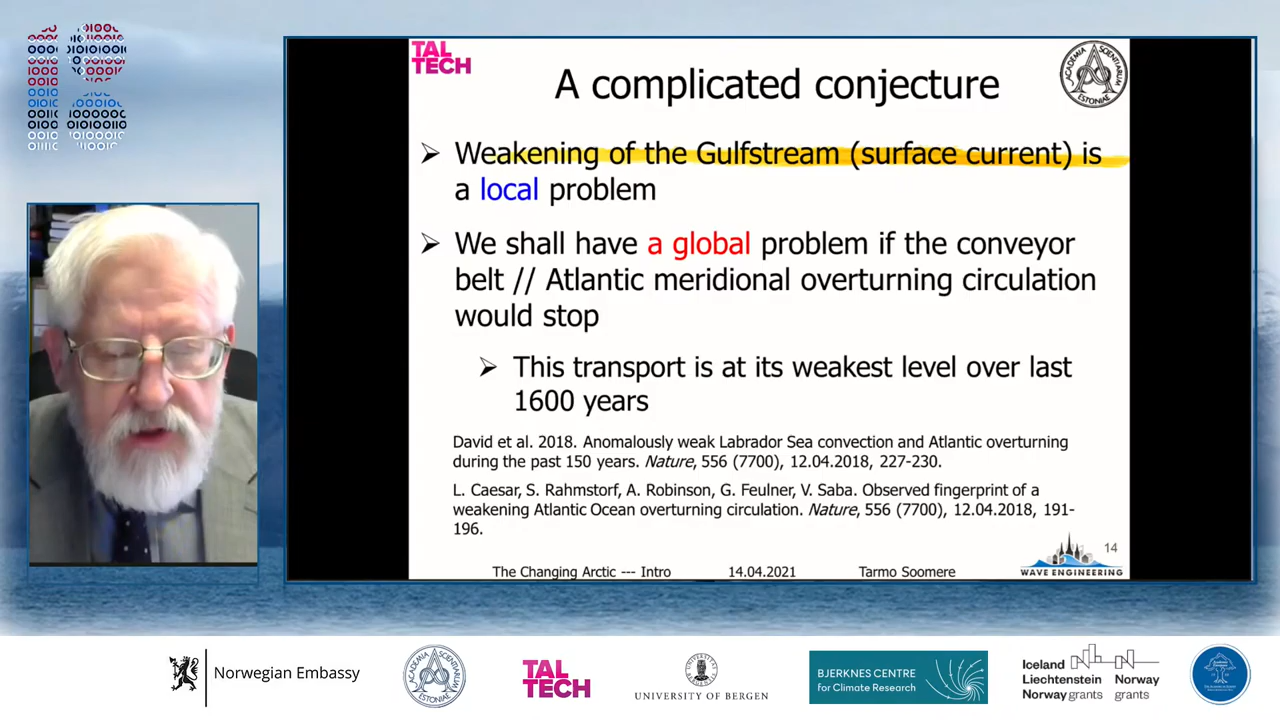 TAL
TECH
A complicated conjecture
ACADEMIA SCIENTIARUM ESTONIAE
➢ Weakening of the Gulfstream (surface current) is
a local problem
➢ We shall have a global problem if the conveyor
belt // Atlantic meridional overturning circulation
would stop
➢ This transport is at its weakest level over last
1600 years
David et al. 2018. Anomalously weak Labrador Sea convection and Atlantic overturning
during the past 150 years. Nature, 556 (7700), 12.04.2018, 227-230.
L. Caesar, S. Rahmstorf, A. Robinson, G. Feulner, V. Saba. Observed fingerprint of a
weakening Atlantic Ocean overturning circulation. Nature, 556 (7700), 12.04.2018, 191-
196.
14
WAVE ENGINEERING
The Changing Arctic --- Intro 14.04.2021 Tarmo Soomere
Norwegian Embassy
ACADEMIA SCIENTIARUM ESTONIAE
TAL
TECH
UNIVERSITY OF BERGEN
BJERKNES CENTRE
for Climate Research
Iceland
Liechtenstein
Norway grants
Norway
grants